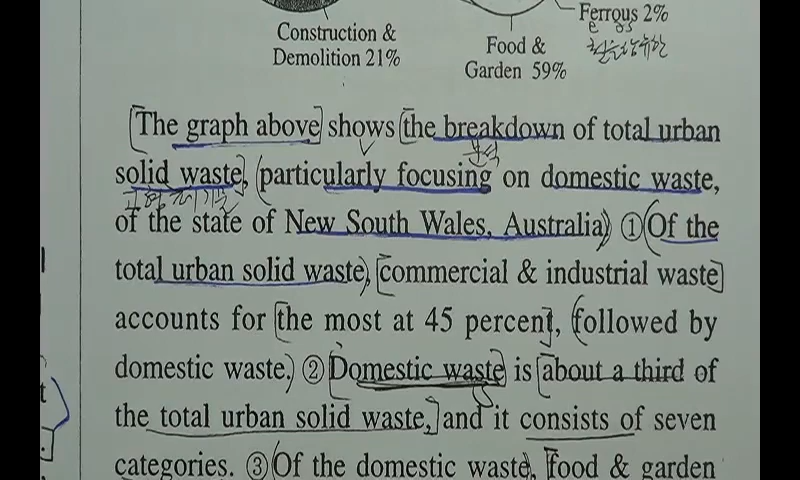 Ferrous 2%
Construction &
Demolition 21%
Food &
Garden 59%
The graph above shows the breakdown of total urban
분석
solid waste, particularly focusing on domestic waste,
of the state of New South Wales, Australia. ① Of the
total urban solid waste, commercial & industrial waste
accounts for the most at 45 percent, followed by
domestic waste. ② Domestic waste is about a third of
the total urban solid waste, and it consists of seven
categories. ③ Of the domestic waste, food & garden